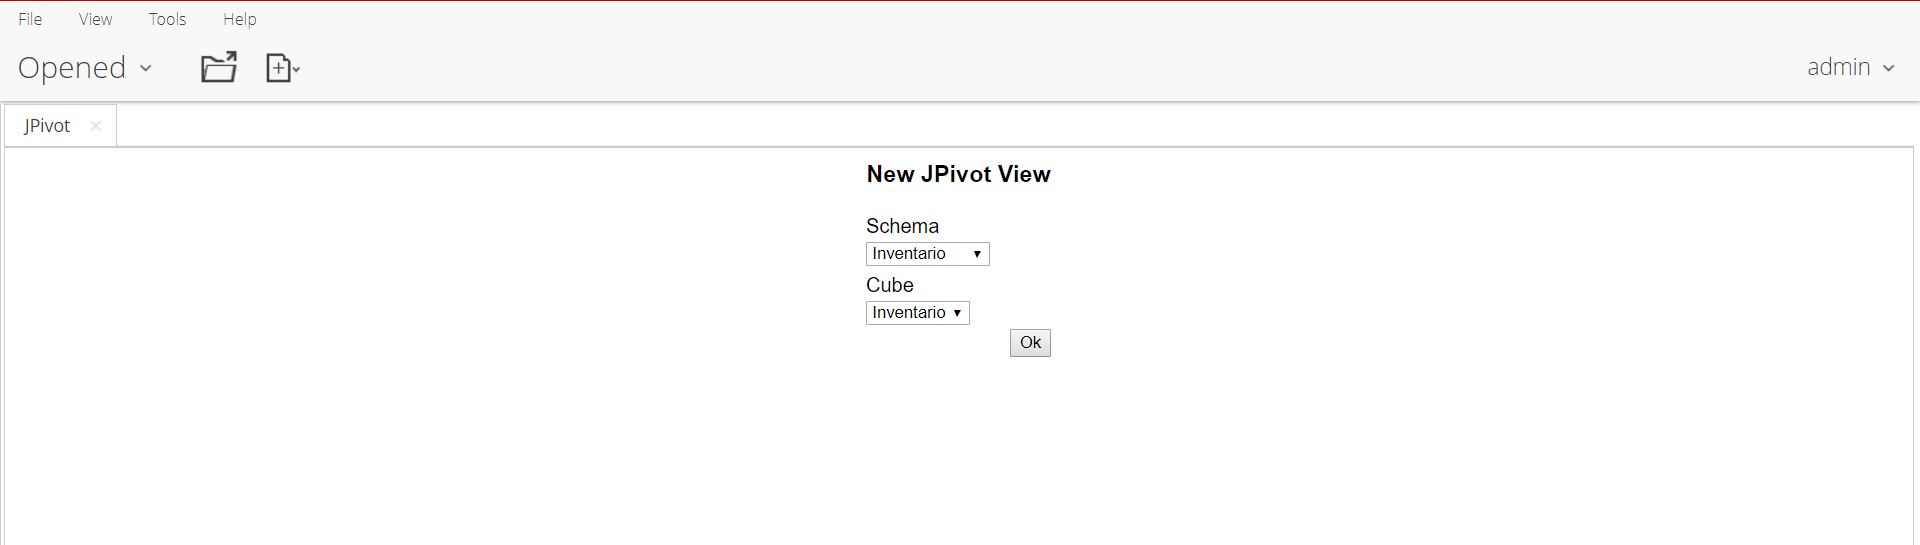 File View Tools Help
Opened
admin
JPivot
New JPivot View
Schema
Inventario
Cube
Inventario
Ok